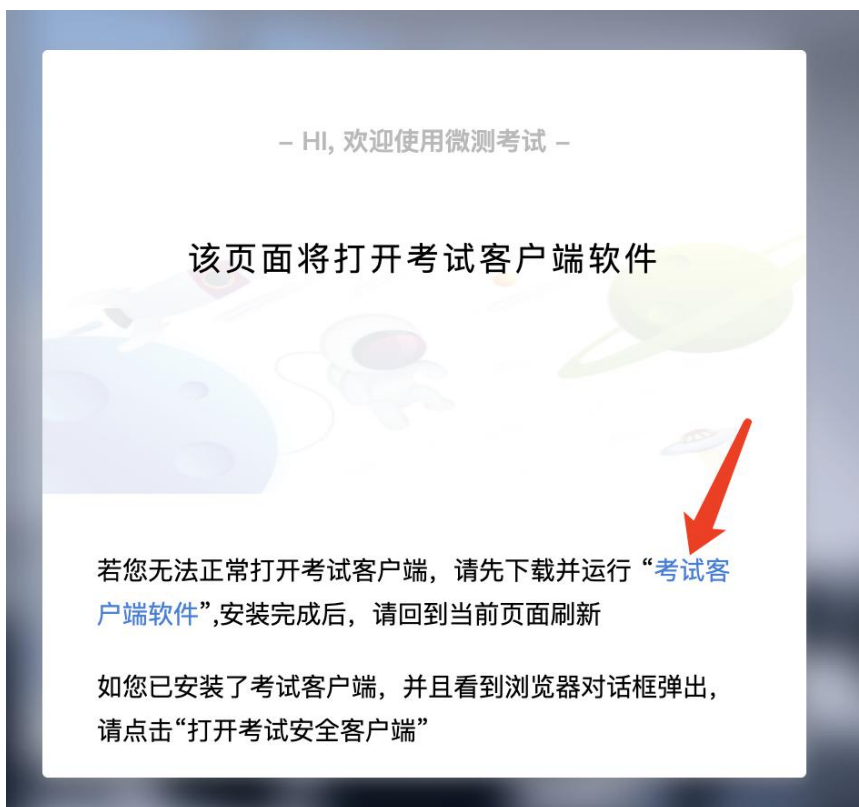 – HI, 欢迎使用微测考试 –
该页面将打开考试客户端软件
若您无法正常打开考试客户端，请先下载并运行“考试客
户端软件”,安装完成后，请回到当前页面刷新
如您已安装了考试客户端，并且看到浏览器对话框弹出，
请点击“打开考试安全客户端”